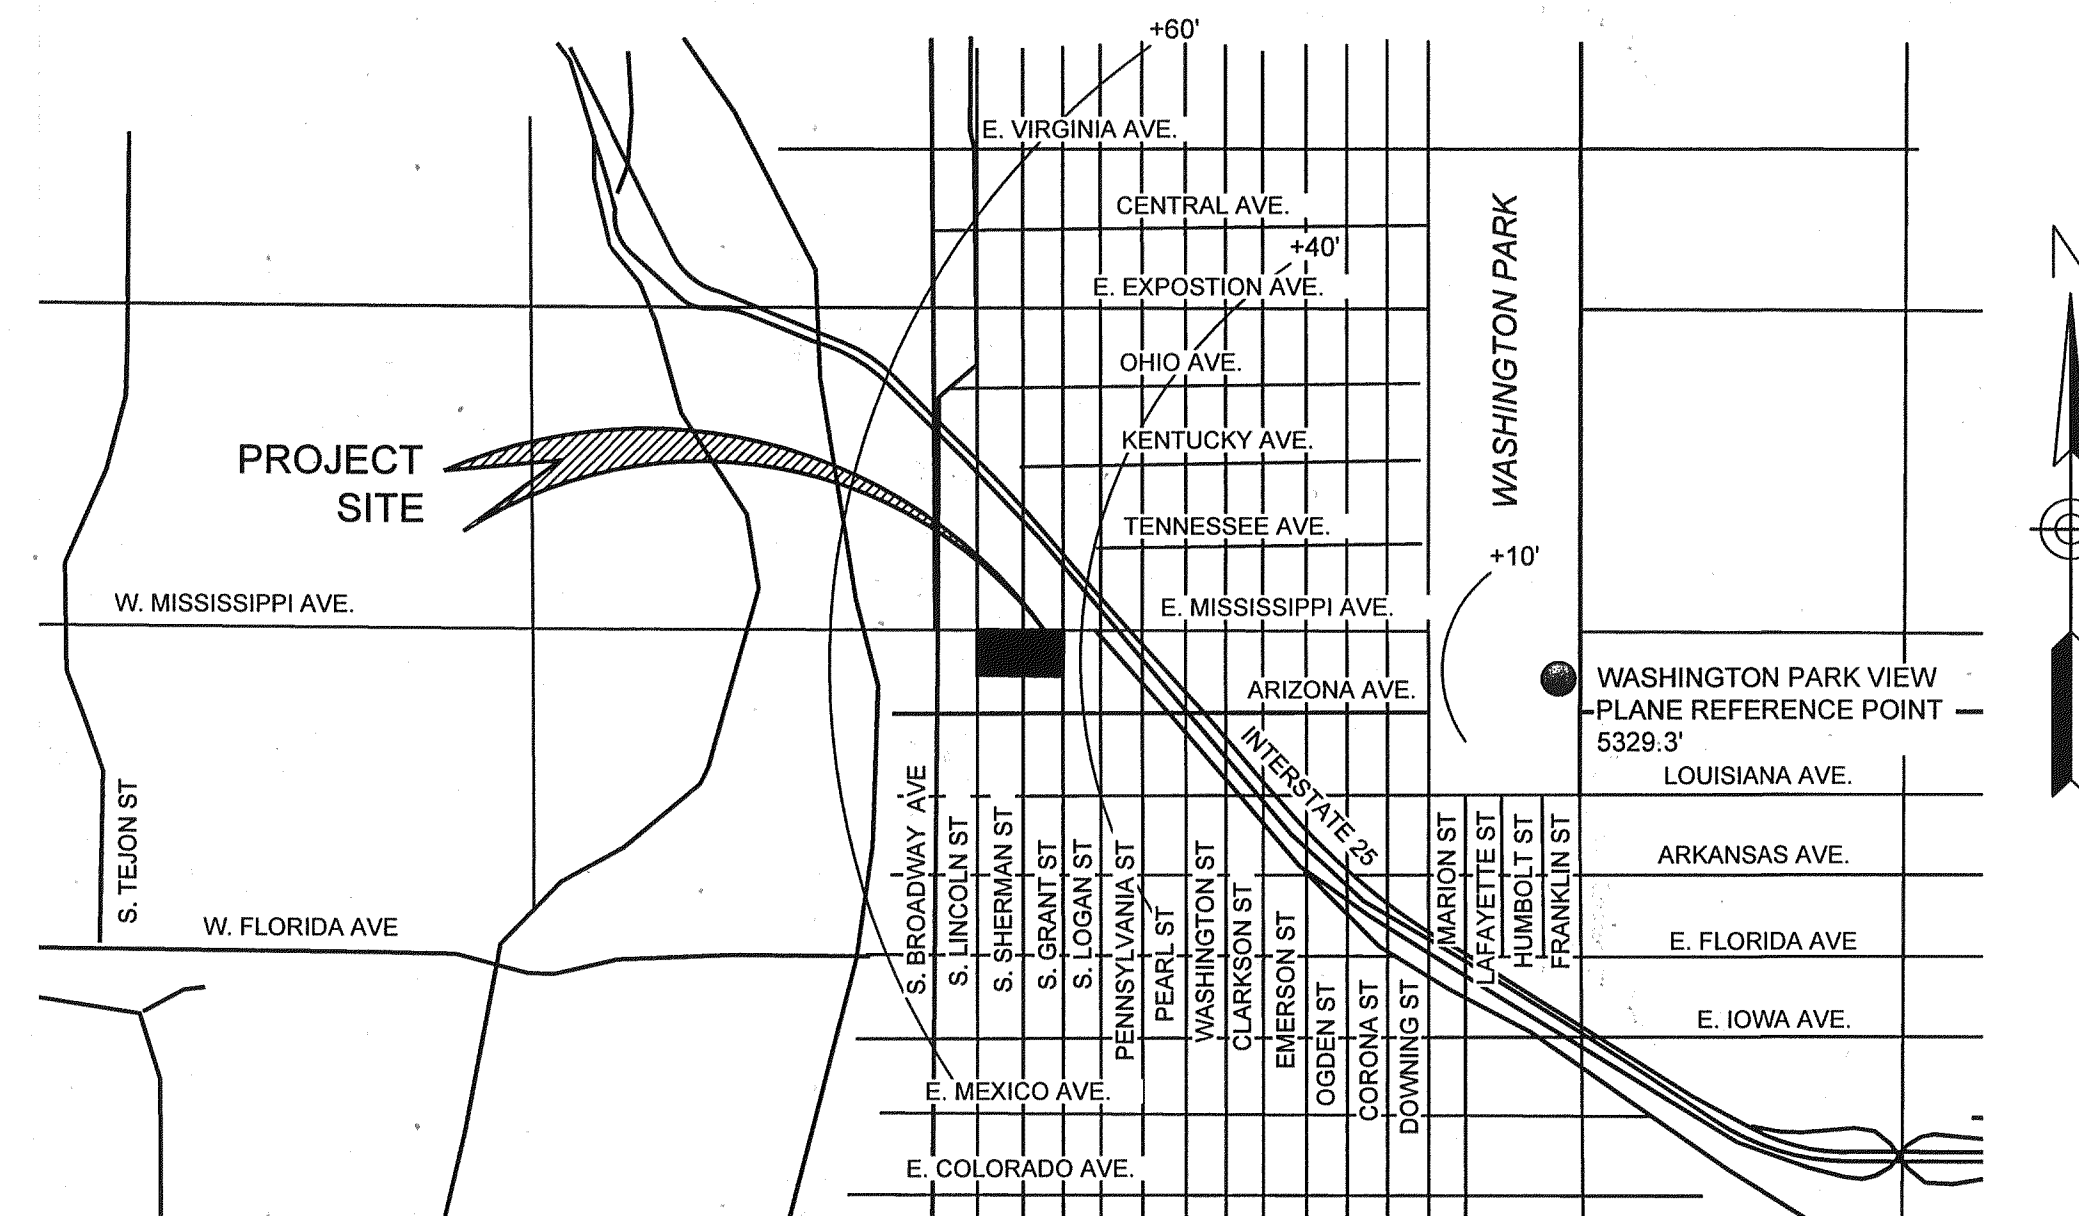 +60'
E. VIRGINIA AVE.
CENTRAL AVE.
+40'
E. EXPOSTION AVE.
WASHINGTON PARK
OHIO AVE.
KENTUCKY AVE.
PROJECT
SITE
TENNESSEE AVE.
+10'
W. MISSISSIPPI AVE.
E. MISSISSIPPI AVE.
ARIZONA AVE.
WASHINGTON PARK VIEW
PLANE REFERENCE POINT
5329.3'
INTERSTATE 25
LOUISIANA AVE.
S. TEJON ST
S. BROADWAY AVE
S. LINCOLN ST
S. SHERMAN ST
S. GRANT ST
S. LOGAN ST
PENNSYLVANIA ST
PEARL ST
WASHINGTON ST
CLARKSON ST
EMERSON ST
OGDEN ST
CORONA ST
DOWNING ST
MARION ST
LAFAYETTE ST
HUMBOLT ST
FRANKLIN ST
ARKANSAS AVE.
W. FLORIDA AVE
E. FLORIDA AVE
E. IOWA AVE.
E. MEXICO AVE.
E. COLORADO AVE.